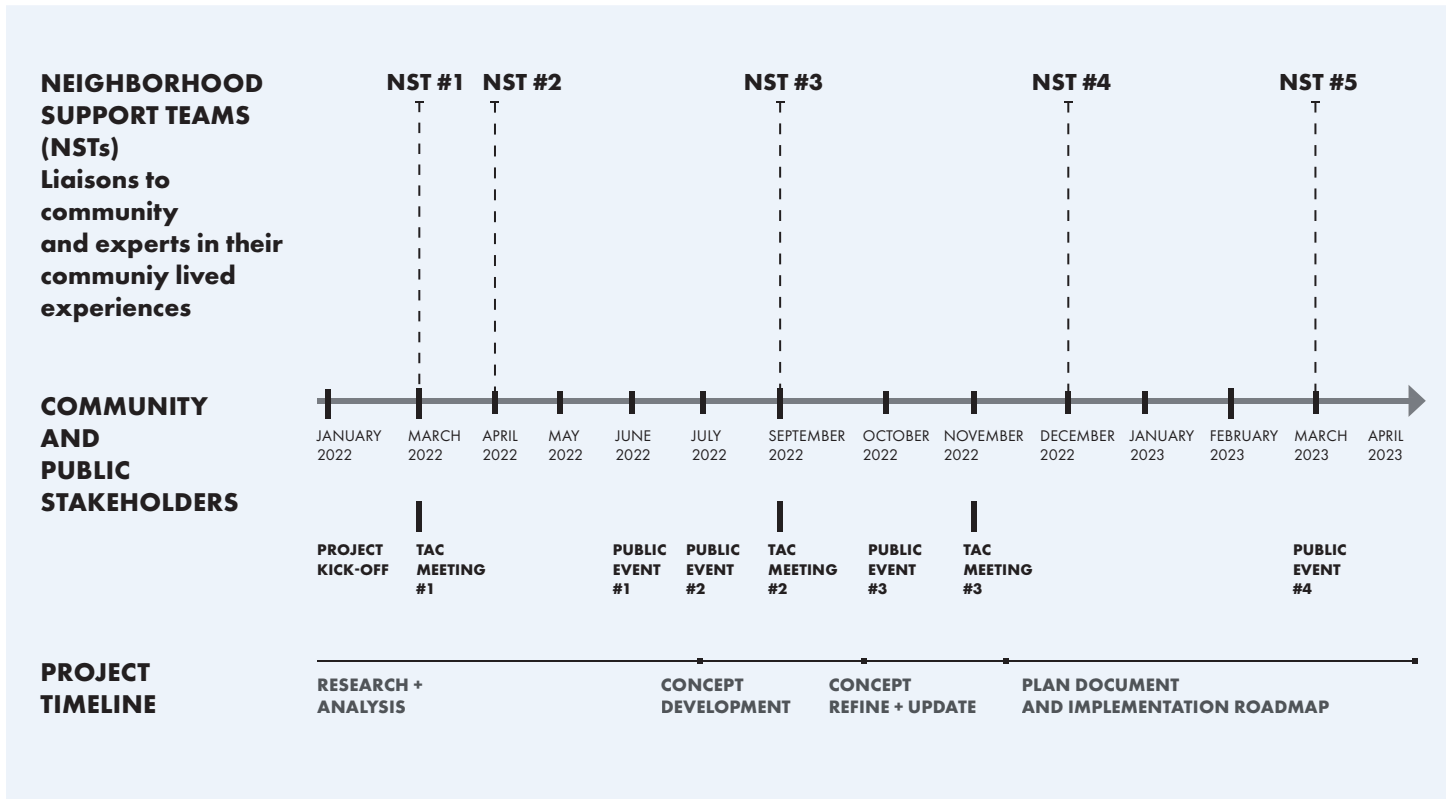 NEIGHBORHOOD
SUPPORT TEAMS
(NSTs)
Liaisons to
community
and experts in their
communiy lived
experiences
NST #1
NST #2
NST #3
NST #4
NST #5
COMMUNITY
AND
PUBLIC
STAKEHOLDERS
JANUARY
2022
MARCH
2022
APRIL
2022
MAY
2022
JUNE
2022
JULY
2022
SEPTEMBER
2022
OCTOBER
2022
NOVEMBER
2022
DECEMBER
2022
JANUARY
2023
FEBRUARY
2023
MARCH
2023
APRIL
2023
PROJECT
KICK-OFF
TAC
MEETING
#1
PUBLIC
EVENT
#1
PUBLIC
EVENT
#2
TAC
MEETING
#2
PUBLIC
EVENT
#3
TAC
MEETING
#3
PUBLIC
EVENT
#4
PROJECT
TIMELINE
RESEARCH +
ANALYSIS
CONCEPT
DEVELOPMENT
CONCEPT
REFINE + UPDATE
PLAN DOCUMENT
AND IMPLEMENTATION ROADMAP